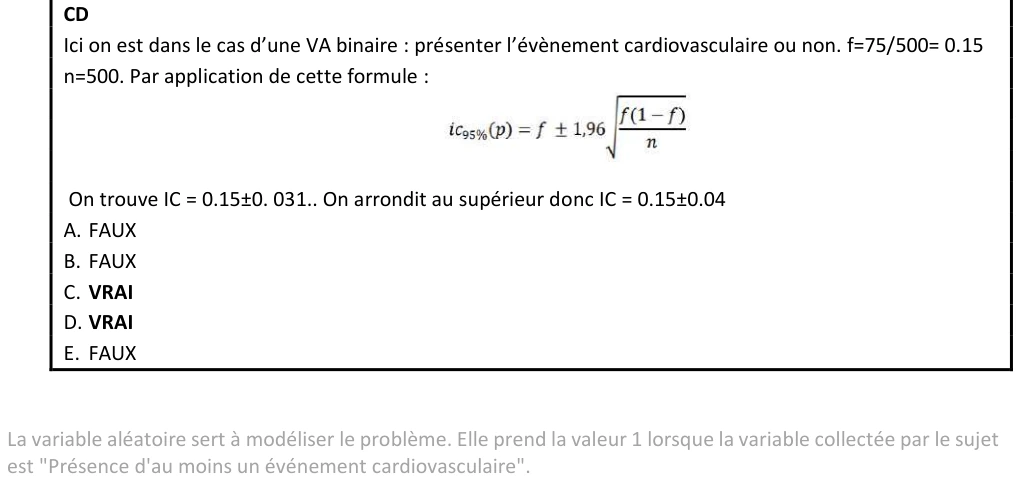 CD
Ici on est dans le cas d’une VA binaire : présenter l’évènement cardiovasculaire ou non. f=75/500= 0.15
n=500. Par application de cette formule :
ic95%(p) = f ± 1,96 √(f(1 − f)/n)
On trouve IC = 0.15±0. 031.. On arrondit au supérieur donc IC = 0.15±0.04
A. FAUX
B. FAUX
C. VRAI
D. VRAI
E. FAUX
La variable aléatoire sert à modéliser le problème. Elle prend la valeur 1 lorsque la variable collectée par le sujet
est "Présence d'au moins un événement cardiovasculaire".